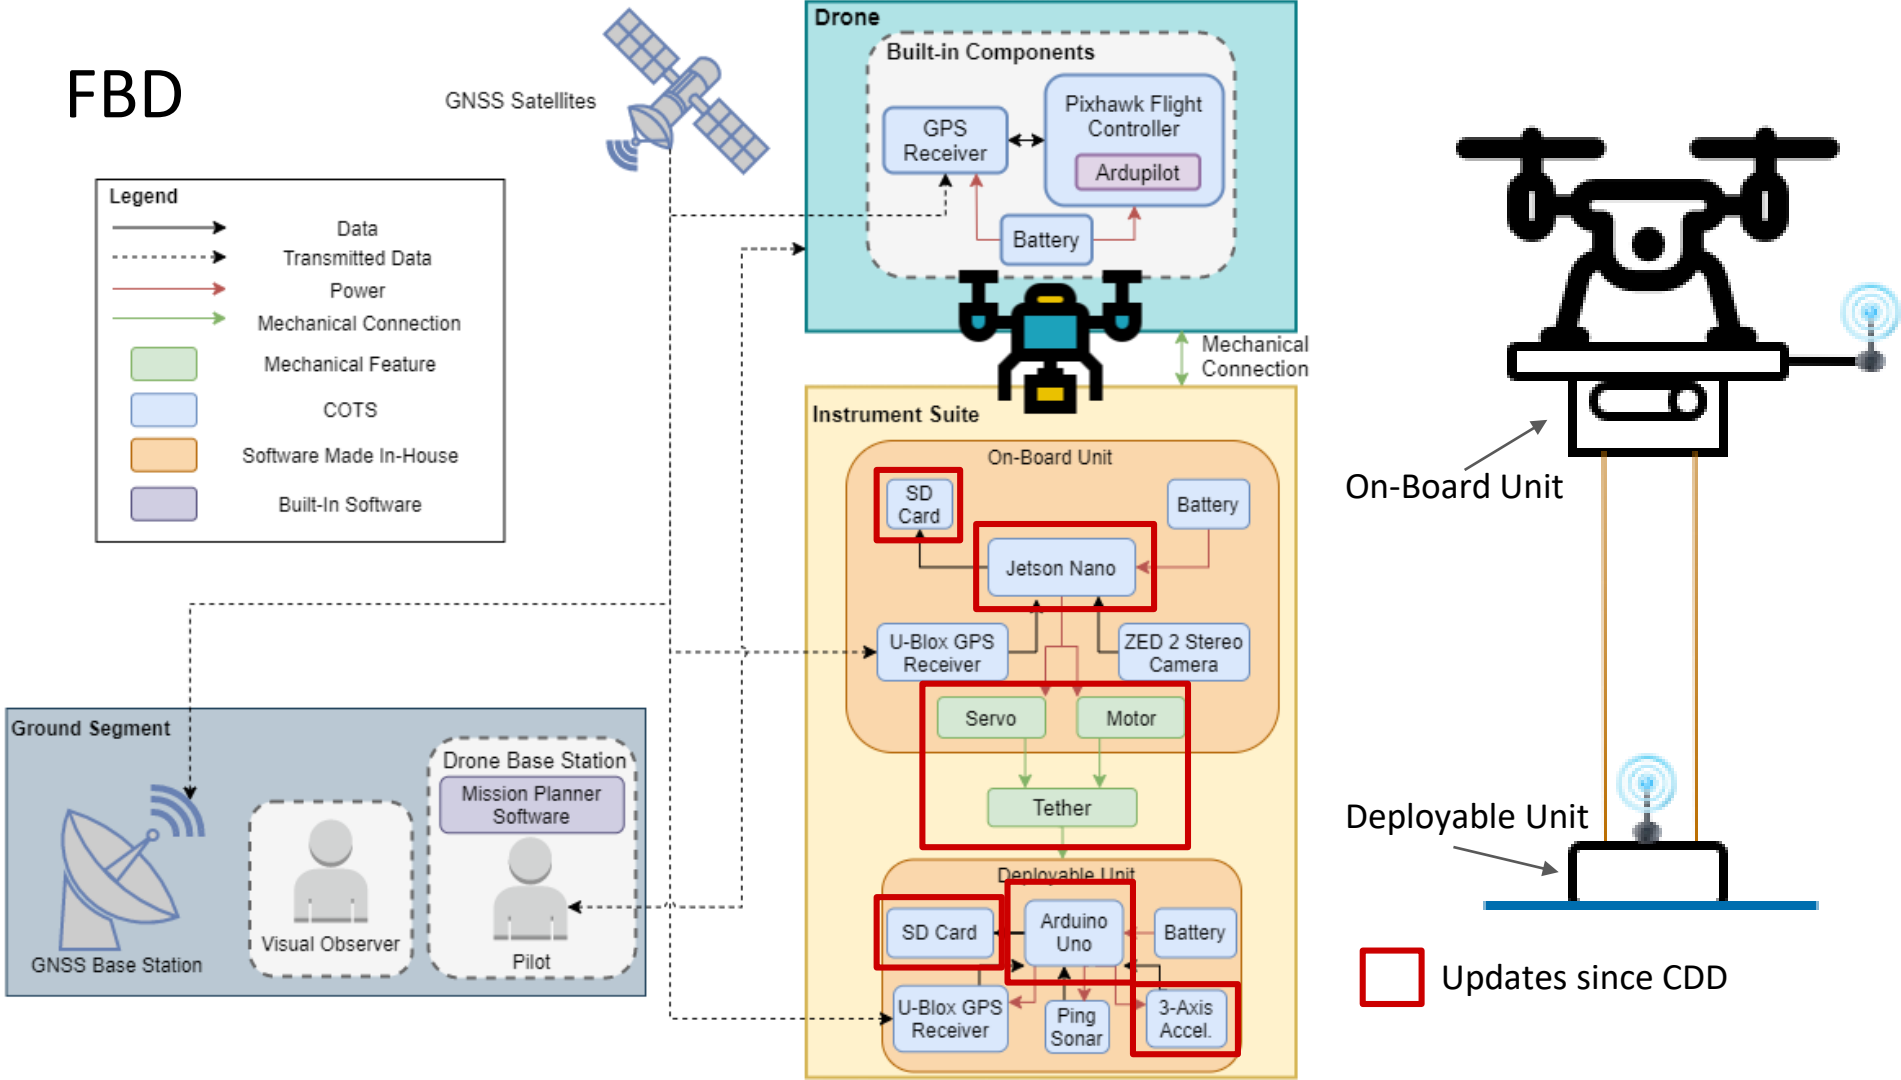 FBD
GNSS Satellites
Legend
Data
Transmitted Data
Power
Mechanical Connection
Mechanical Feature
COTS
Software Made In-House
Built-In Software
Drone
Built-in Components
GPS
Receiver
Pixhawk Flight
Controller
Ardupilot
Battery
Mechanical
Connection
Instrument Suite
On-Board Unit
SD
Card
Battery
Jetson Nano
U-Blox GPS
Receiver
ZED 2 Stereo
Camera
Servo
Motor
Tether
Deployable Unit
SD Card
Arduino
Uno
Battery
U-Blox GPS
Receiver
Ping
Sonar
3-Axis
Accel.
Ground Segment
Drone Base Station
Mission Planner
Software
Visual Observer
Pilot
GNSS Base Station
On-Board Unit
Deployable Unit
Updates since CDD